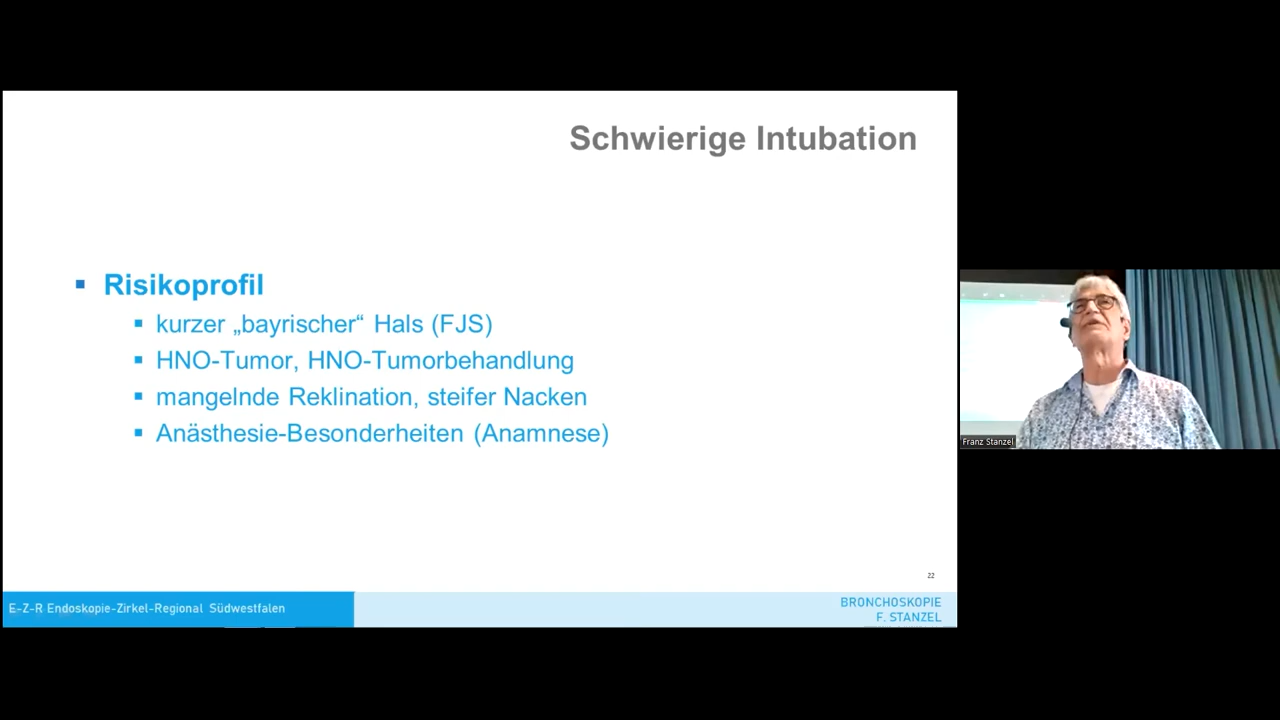 Schwierige Intubation
▪ Risikoprofil
▪ kurzer „bayrischer“ Hals (FJS)
▪ HNO-Tumor, HNO-Tumorbehandlung
▪ mangelnde Reklination, steifer Nacken
▪ Anästhesie-Besonderheiten (Anamnese)
22
E-Z-R Endoskopie-Zirkel-Regional Südwestfalen
BRONCHOSKOPIE
F. STANZEL
Franz Stanzel